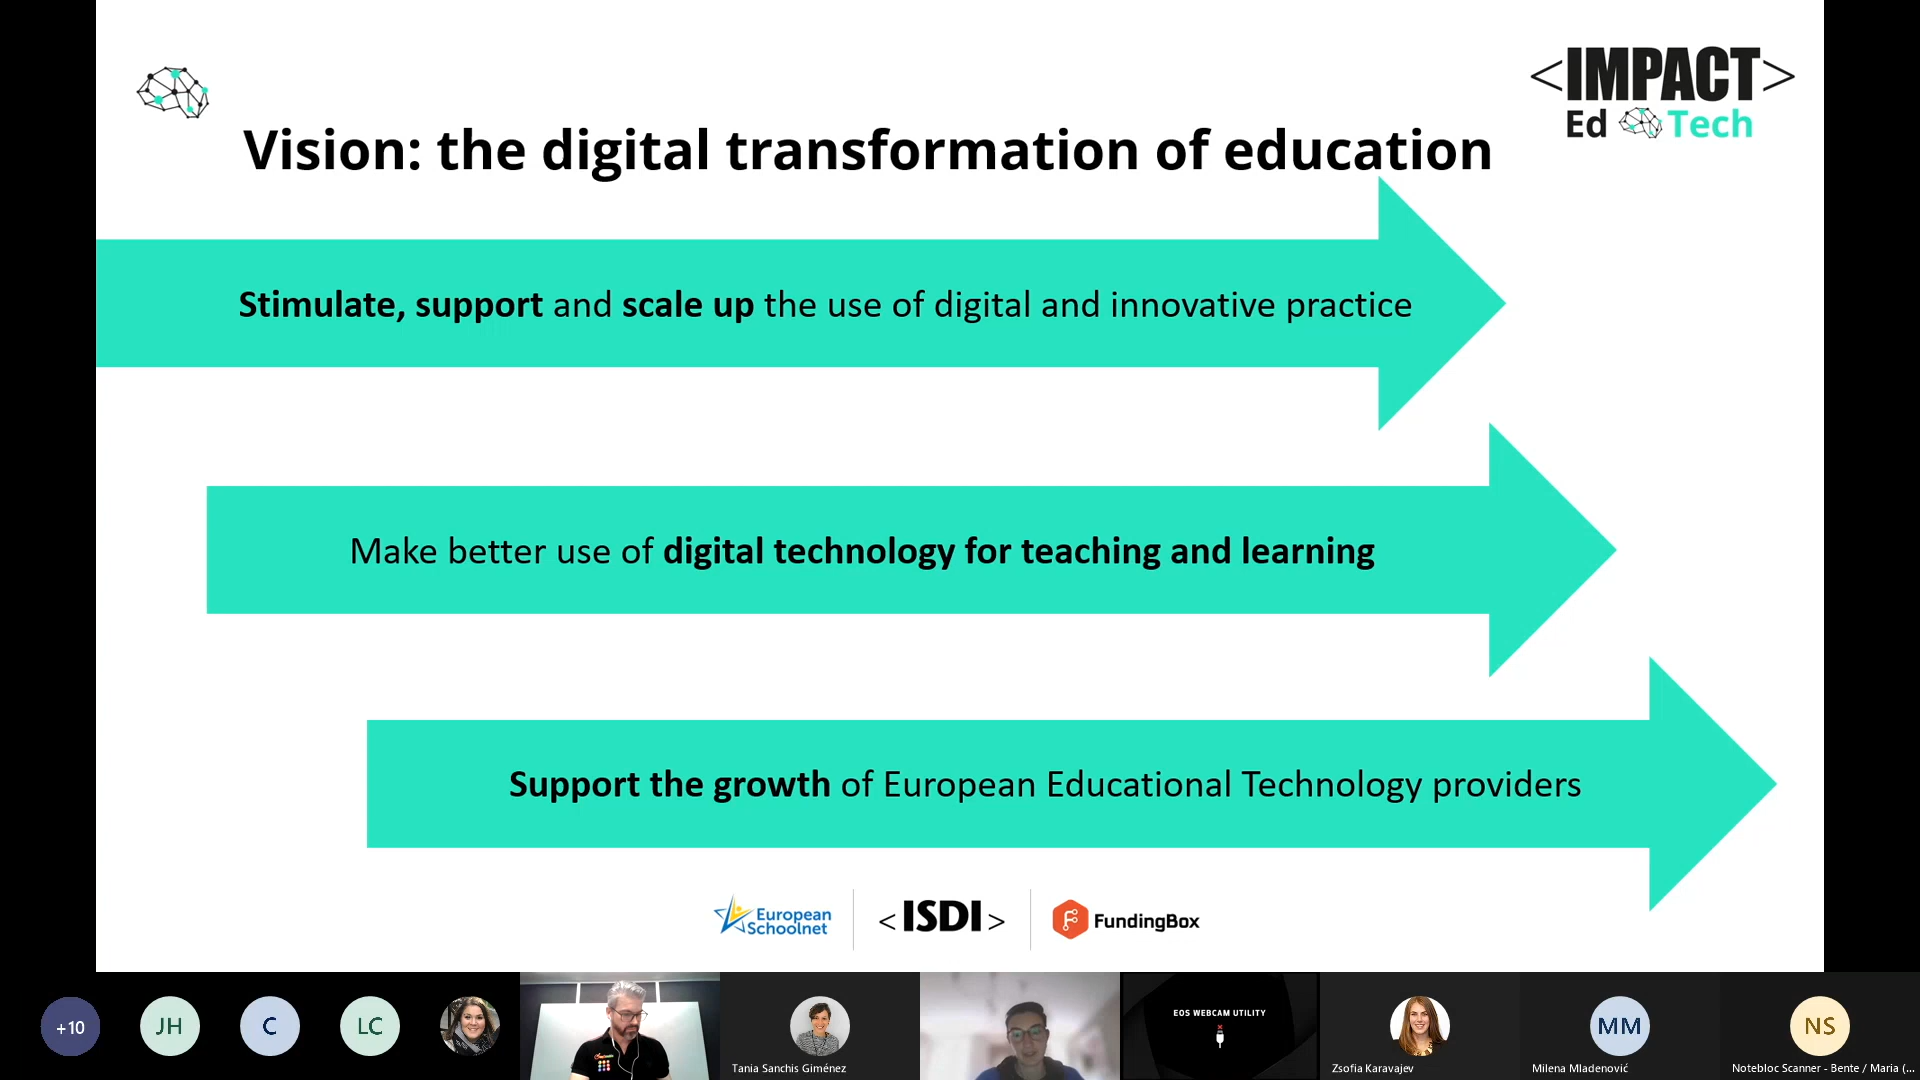 <IMPACT>
Ed Tech
Vision: the digital transformation of education
Stimulate, support and scale up the use of digital and innovative practice
Make better use of digital technology for teaching and learning
Support the growth of European Educational Technology providers
European
Schoolnet
<ISDI>
FundingBox
+10
JH
C
LC
EOS WEBCAM UTILITY
MM
NS
Tania Sanchis Giménez
Zsofia Karavajev
Milena Mladenović
Notebloc Scanner - Bente / Maria (...